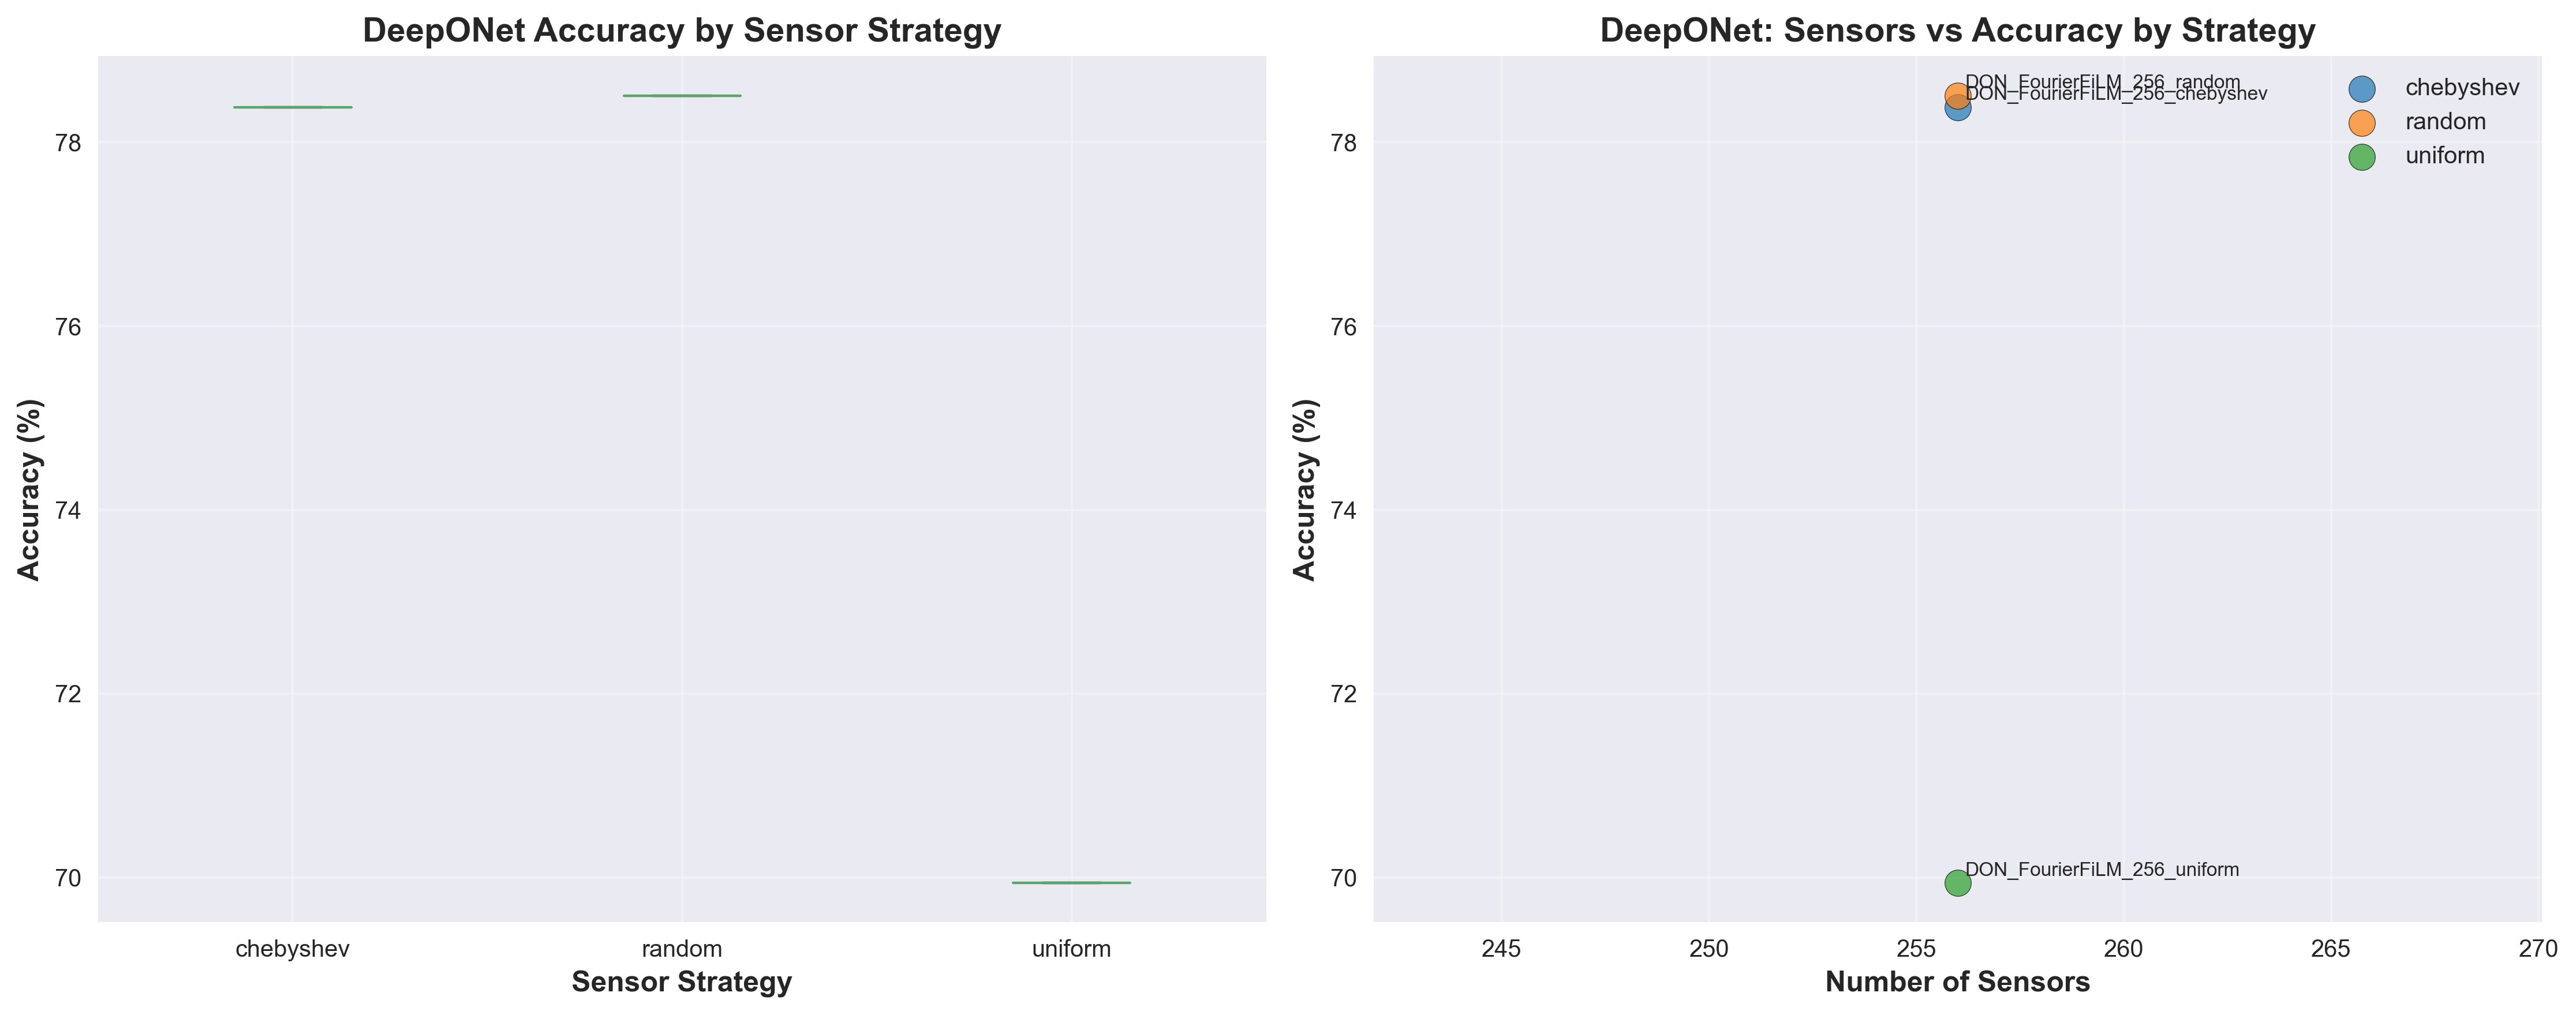 DeepONet Accuracy by Sensor Strategy
Accuracy (%)
78
76
74
72
70
chebyshev
random
uniform
Sensor Strategy
DeepONet: Sensors vs Accuracy by Strategy
Accuracy (%)
78
76
74
72
70
DON_FourierFiLM_256_random
DON_FourierFiLM_256_chebyshev
DON_FourierFiLM_256_uniform
chebyshev
random
uniform
245
250
255
260
265
270
Number of Sensors